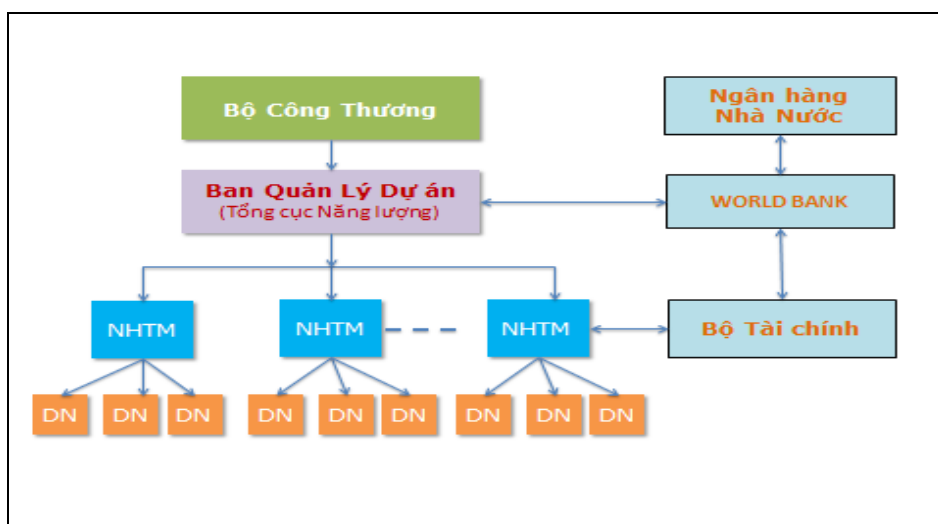 Bộ Công Thương
Ngân hàng
Nhà Nước
Ban Quản Lý Dự án
(Tổng cục Năng lượng)
WORLD BANK
NHTM
NHTM
NHTM
Bộ Tài chính
DN
DN
DN
DN
DN
DN
DN
DN
DN